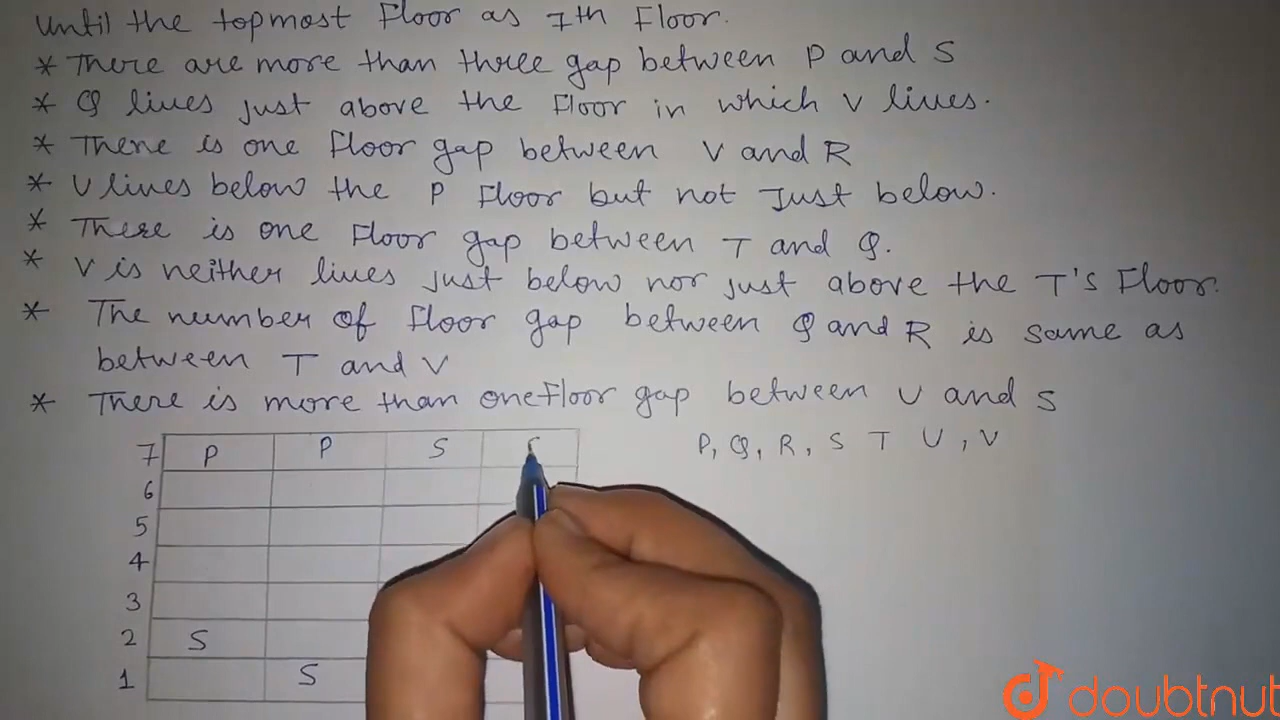 Until the topmost Floor as 7th Floor.
* There are more than three gap between P and S
* Q lives just above the Floor in which V lives.
* There is one Floor gap between V and R
* U lives below the P Floor but not Just below.
* There is one Floor gap between T and Q.
* V is neither lives just below nor just above the T's Floor.
* The number of Floor gap between Q and R is same as
between T and V
* There is more than one Floor gap between U and S
P, Q, R, S T U, V
7 P P S S
6
5
4
3
2 S
1 S
doubtnut